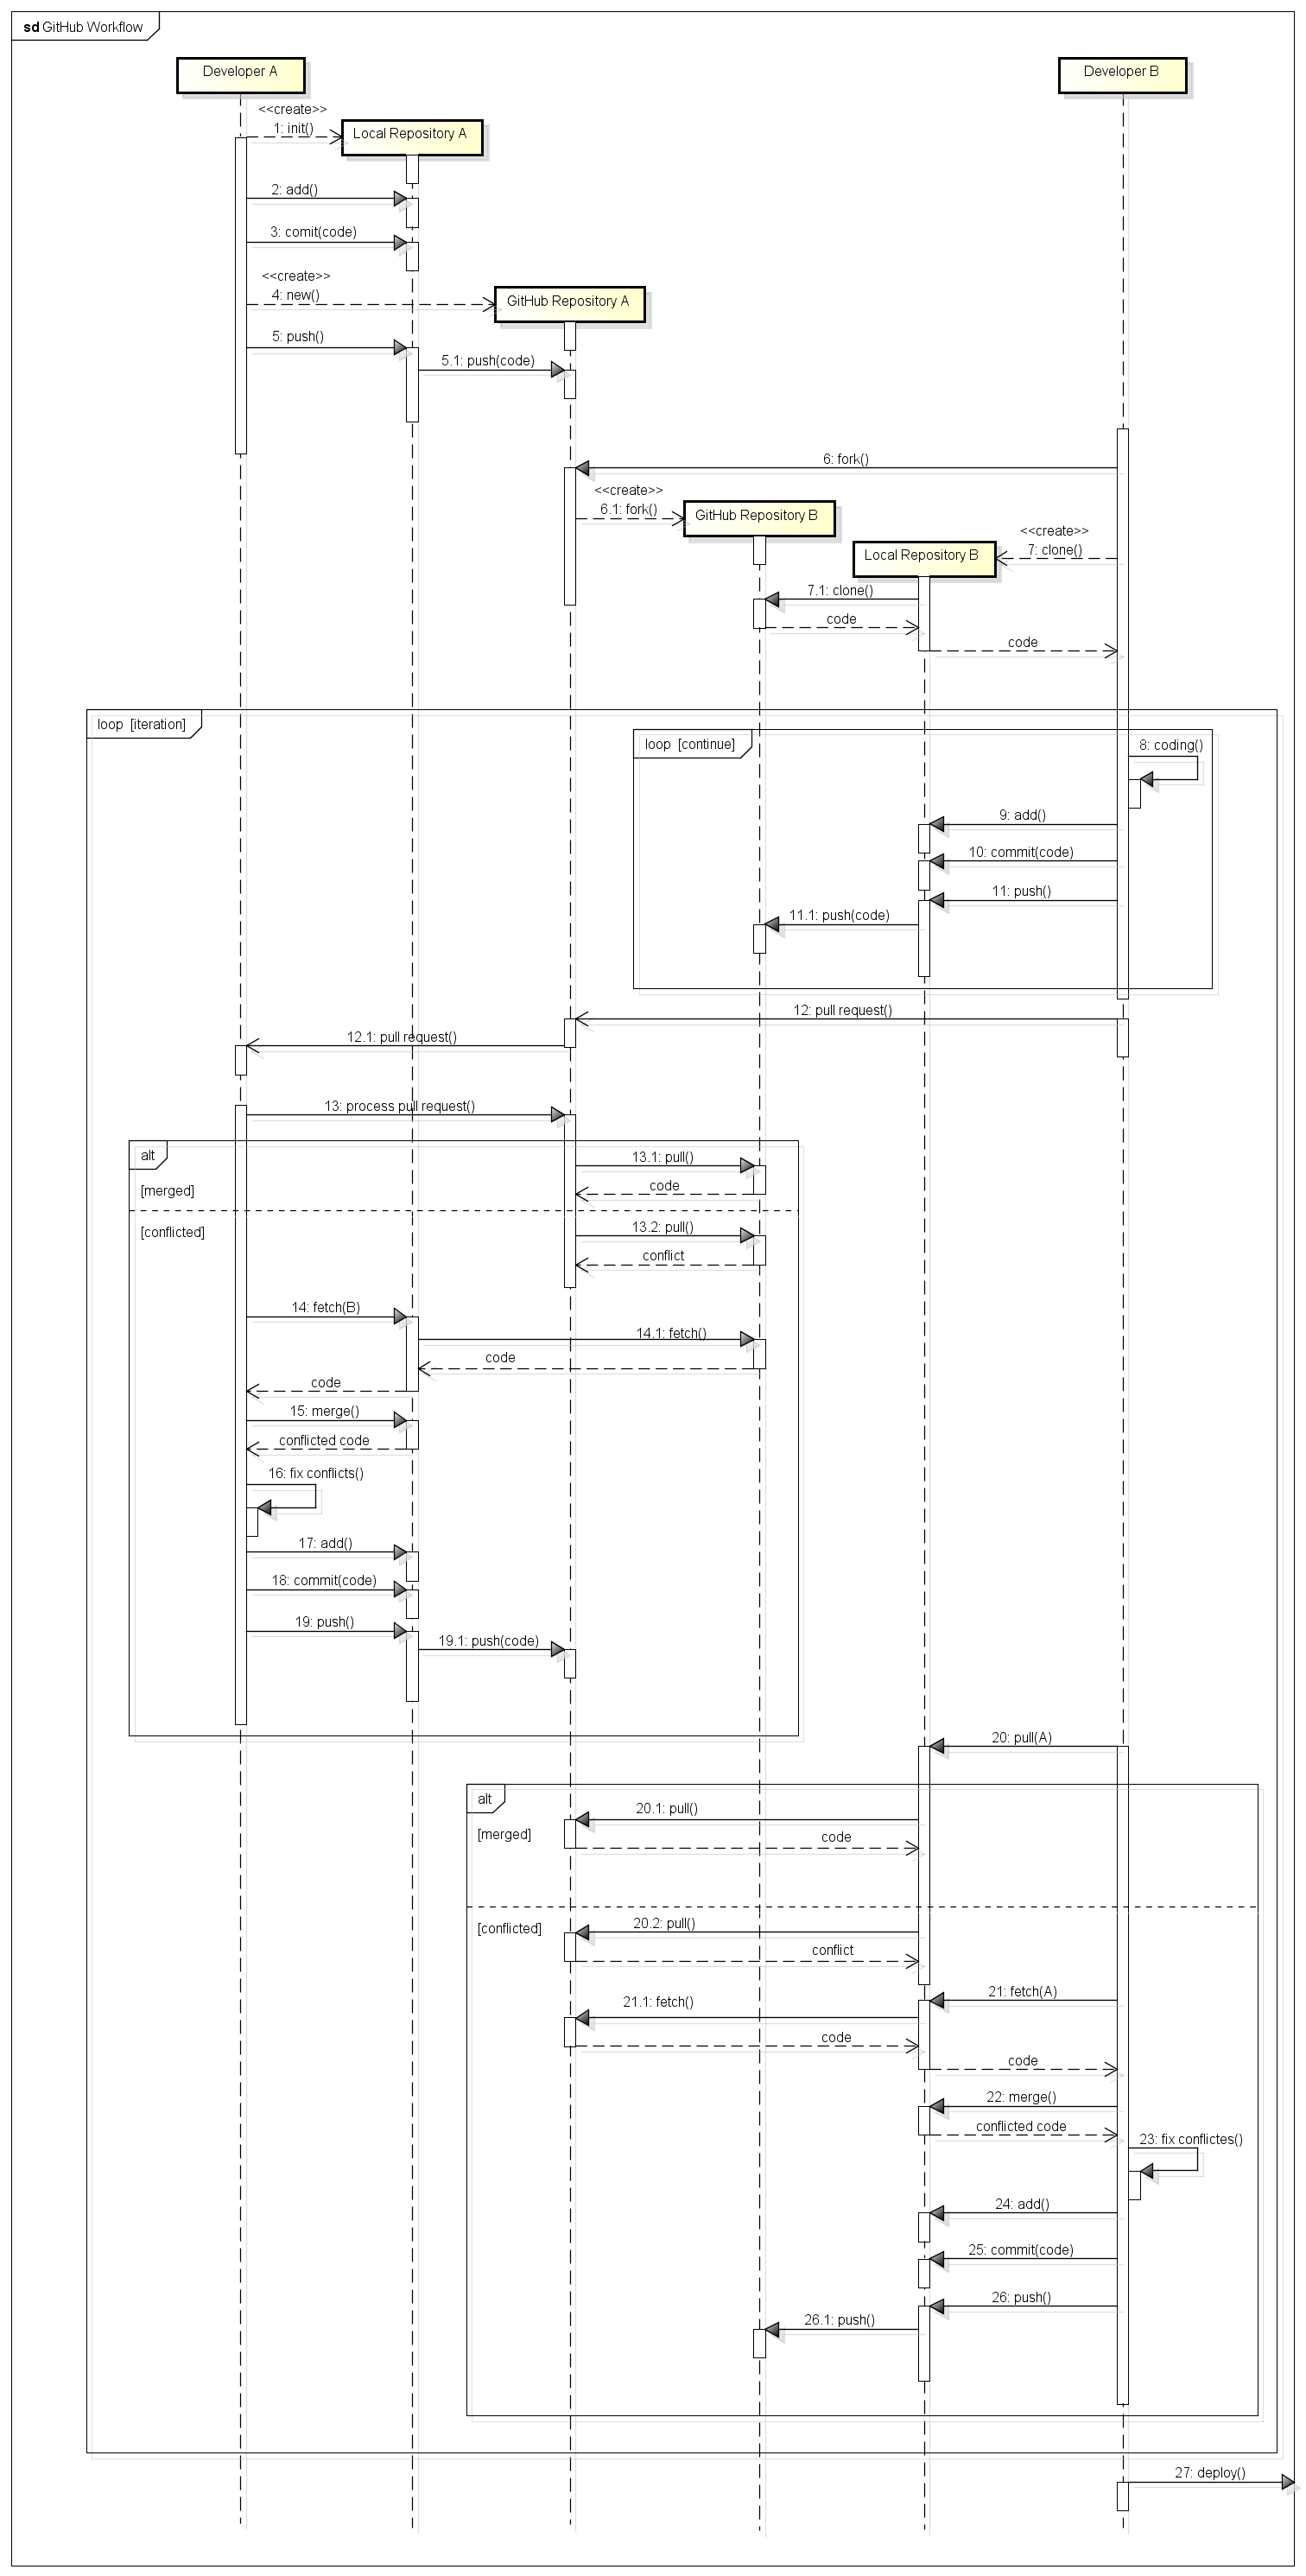 sd GitHub Workflow
Developer A
Developer B
<<create>>
1: init()
Local Repository A
2: add()
3: comit(code)
<<create>>
4: new()
GitHub Repository A
5: push()
5.1: push(code)
6: fork()
<<create>>
6.1: fork()
GitHub Repository B
<<create>>
7: clone()
Local Repository B
7.1: clone()
code
code
loop [iteration]
loop [continue]
8: coding()
9: add()
10: commit(code)
11: push()
11.1: push(code)
12: pull request()
12.1: pull request()
13: process pull request()
alt
13.1: pull()
[merged]
code
[conflicted]
13.2: pull()
conflict
14: fetch(B)
14.1: fetch()
code
code
15: merge()
conflicted code
16: fix conflicts()
17: add()
18: commit(code)
19: push()
19.1: push(code)
20: pull(A)
alt
20.1: pull()
[merged]
code
[conflicted]
20.2: pull()
conflict
21: fetch(A)
21.1: fetch()
code
code
22: merge()
conflicted code
23: fix conflictes()
24: add()
25: commit(code)
26: push()
26.1: push()
27: deploy()